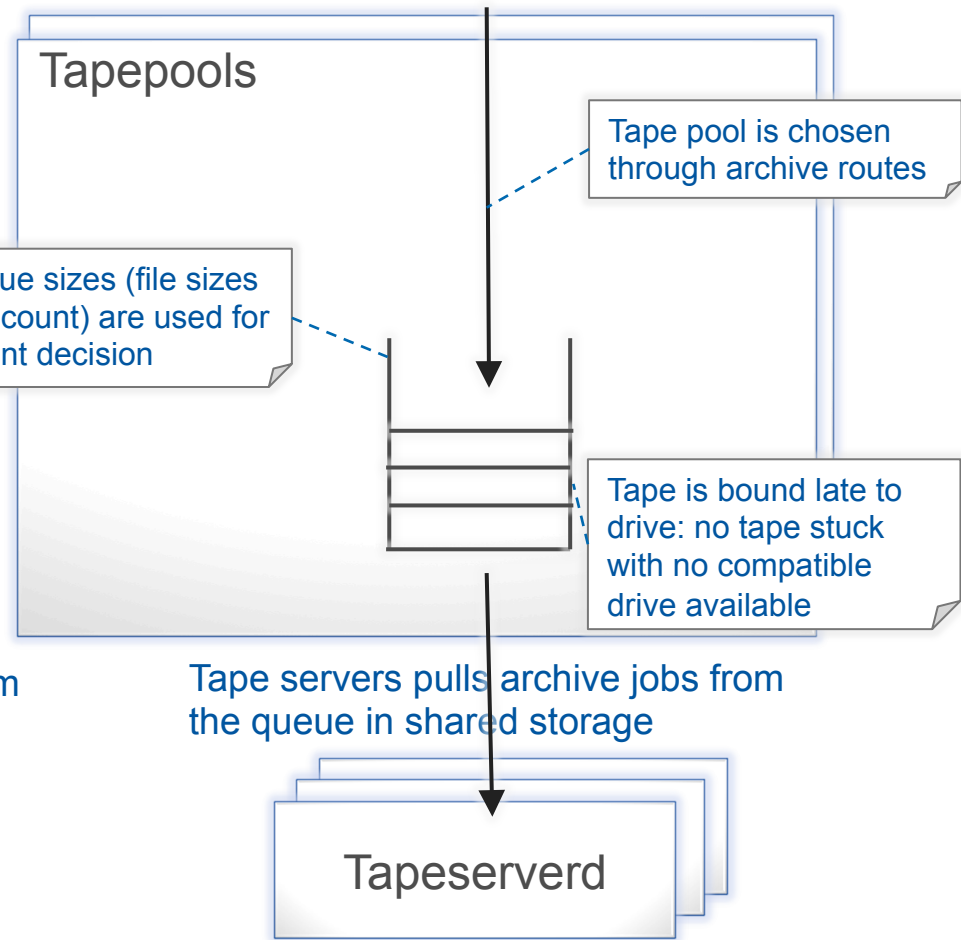 Tapepools
Tape pool is chosen
through archive routes
sizes (file sizes
count) are used for
decision
Tape is bound late to
drive: no tape stuck
with no compatible
drive available
Tape servers pulls archive jobs from
the queue in shared storage
Tapeserverd